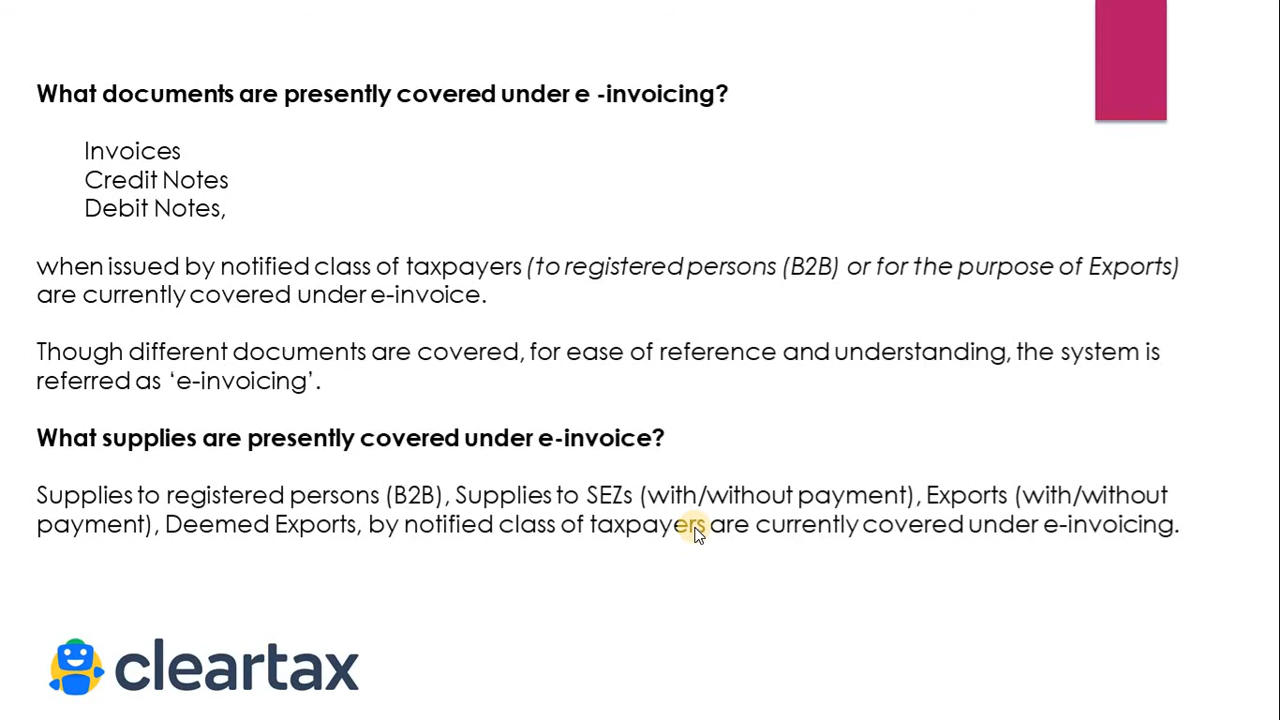 What documents are presently covered under e -invoicing?
Invoices
Credit Notes
Debit Notes,
when issued by notified class of taxpayers (to registered persons (B2B) or for the purpose of Exports)
are currently covered under e-invoice.
Though different documents are covered, for ease of reference and understanding, the system is
referred as ‘e-invoicing’.
What supplies are presently covered under e-invoice?
Supplies to registered persons (B2B), Supplies to SEZs (with/without payment), Exports (with/without
payment), Deemed Exports, by notified class of taxpayers are currently covered under e-invoicing.
cleartax